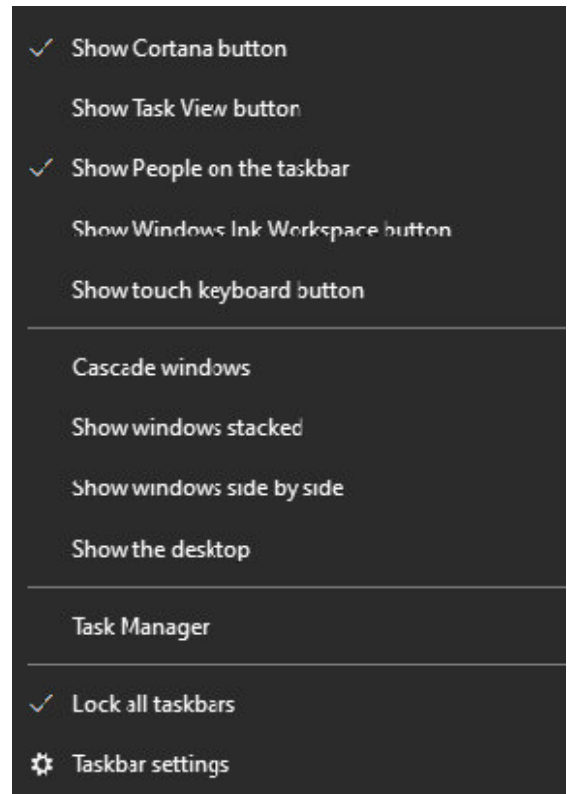 Show Cortana button
Show Task View button
Show People on the taskbar
Show Windows Ink Workspace button
Show touch keyboard button
Cascade windows
Show windows stacked
Show windows side by side
Show the desktop
Task Manager
Lock all taskbars
Taskbar settings